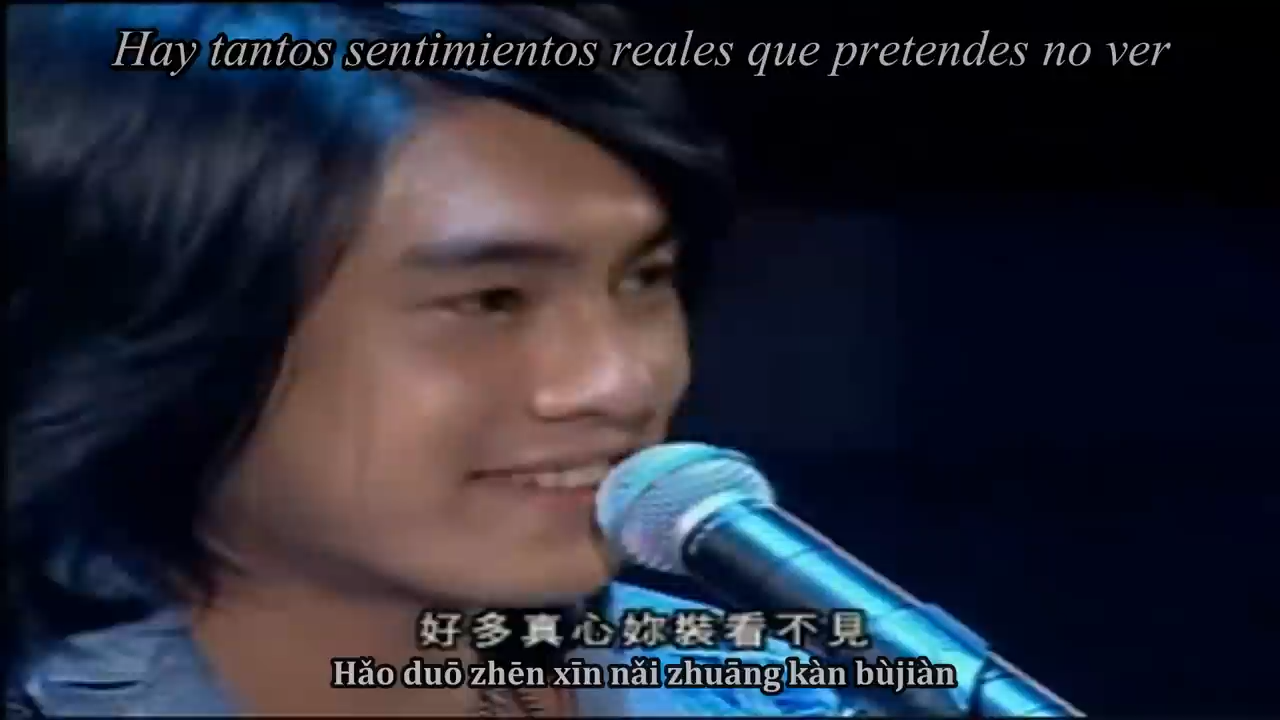 Hay tantos sentimientos reales que pretendes no ver
好多真心妳裝看不見
Hǎo duō zhēn xīn nǎi zhuāng kàn bùjiàn